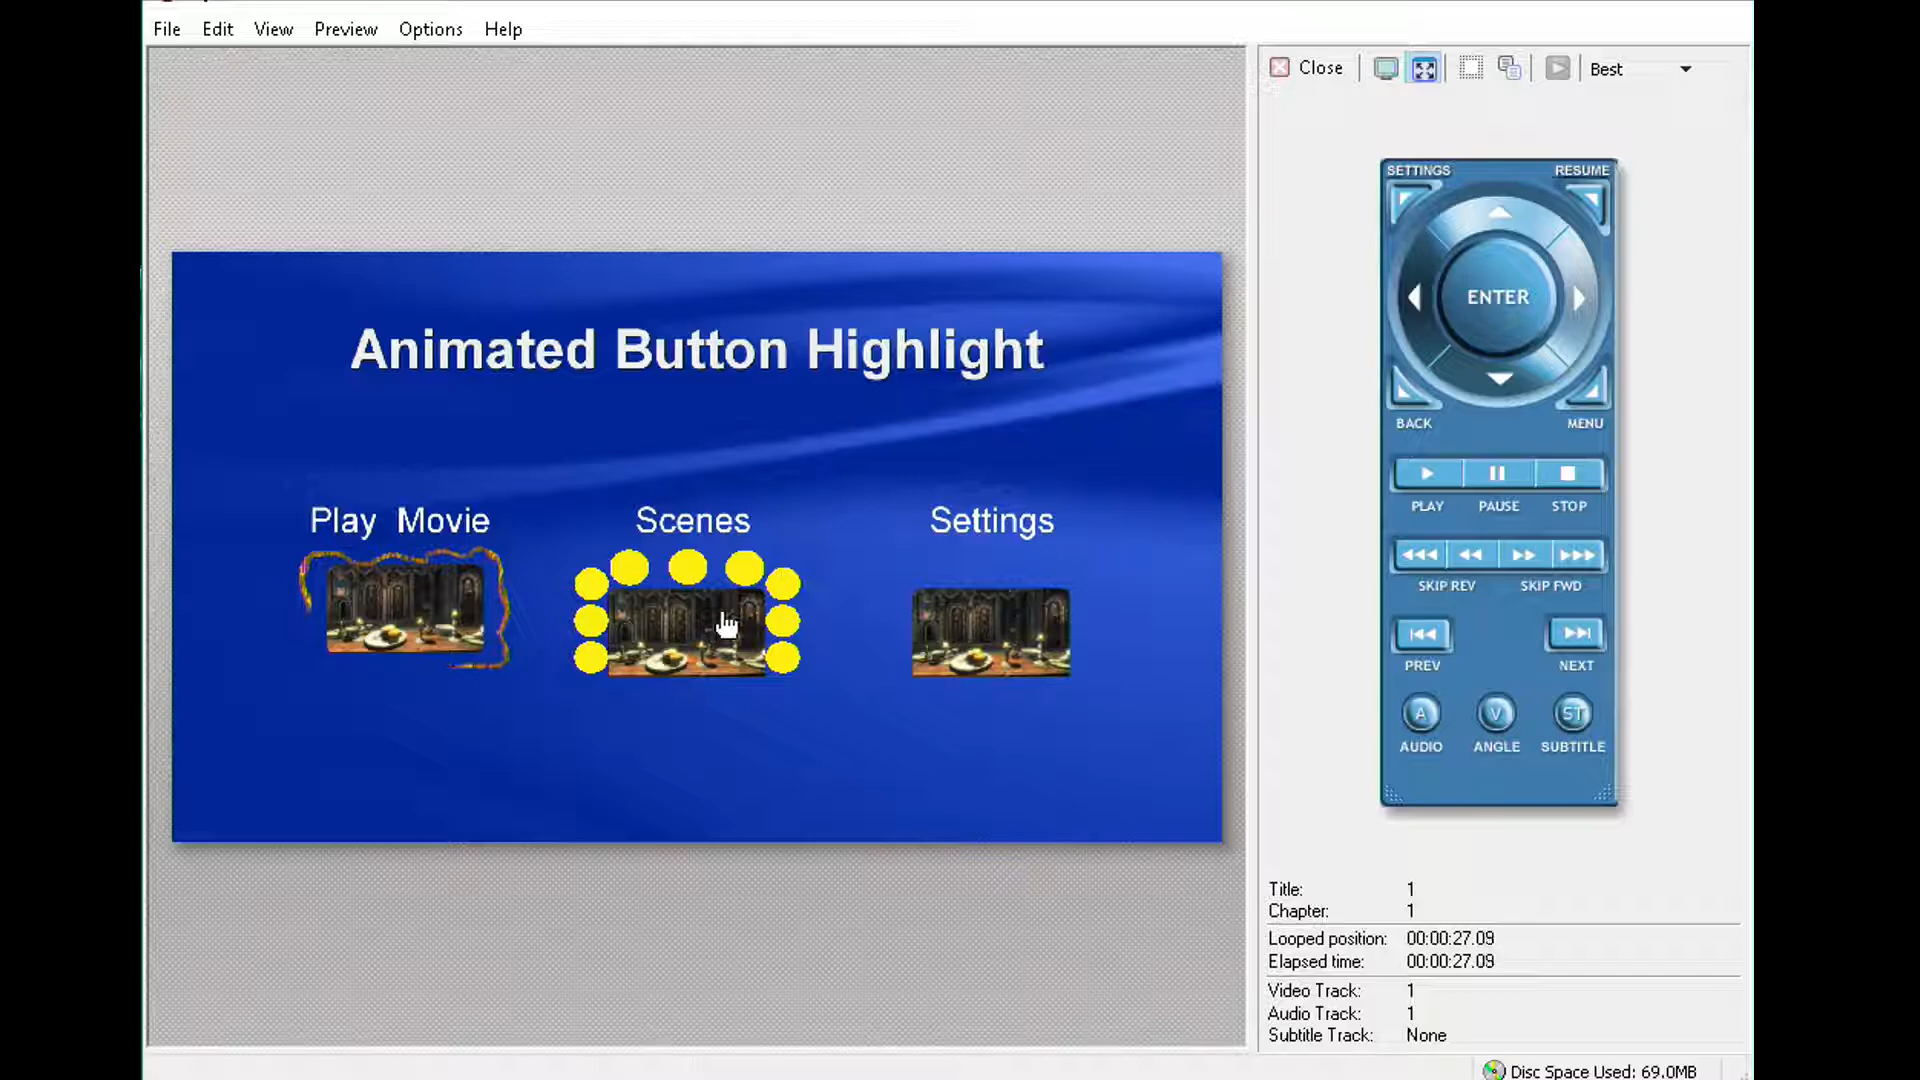 File Edit View Preview Options Help
Close Best
SETTINGS RESUME
ENTER
BACK MENU
PLAY PAUSE STOP
SKIP REV SKIP FWD
PREV NEXT
A V ST
AUDIO ANGLE SUBTITLE
Animated Button Highlight
Play Movie Scenes Settings
Title: 1
Chapter: 1
Looped position: 00:00:27.09
Elapsed time: 00:00:27.09
Video Track: 1
Audio Track: 1
Subtitle Track: None
Disc Space Used: 69.0MB